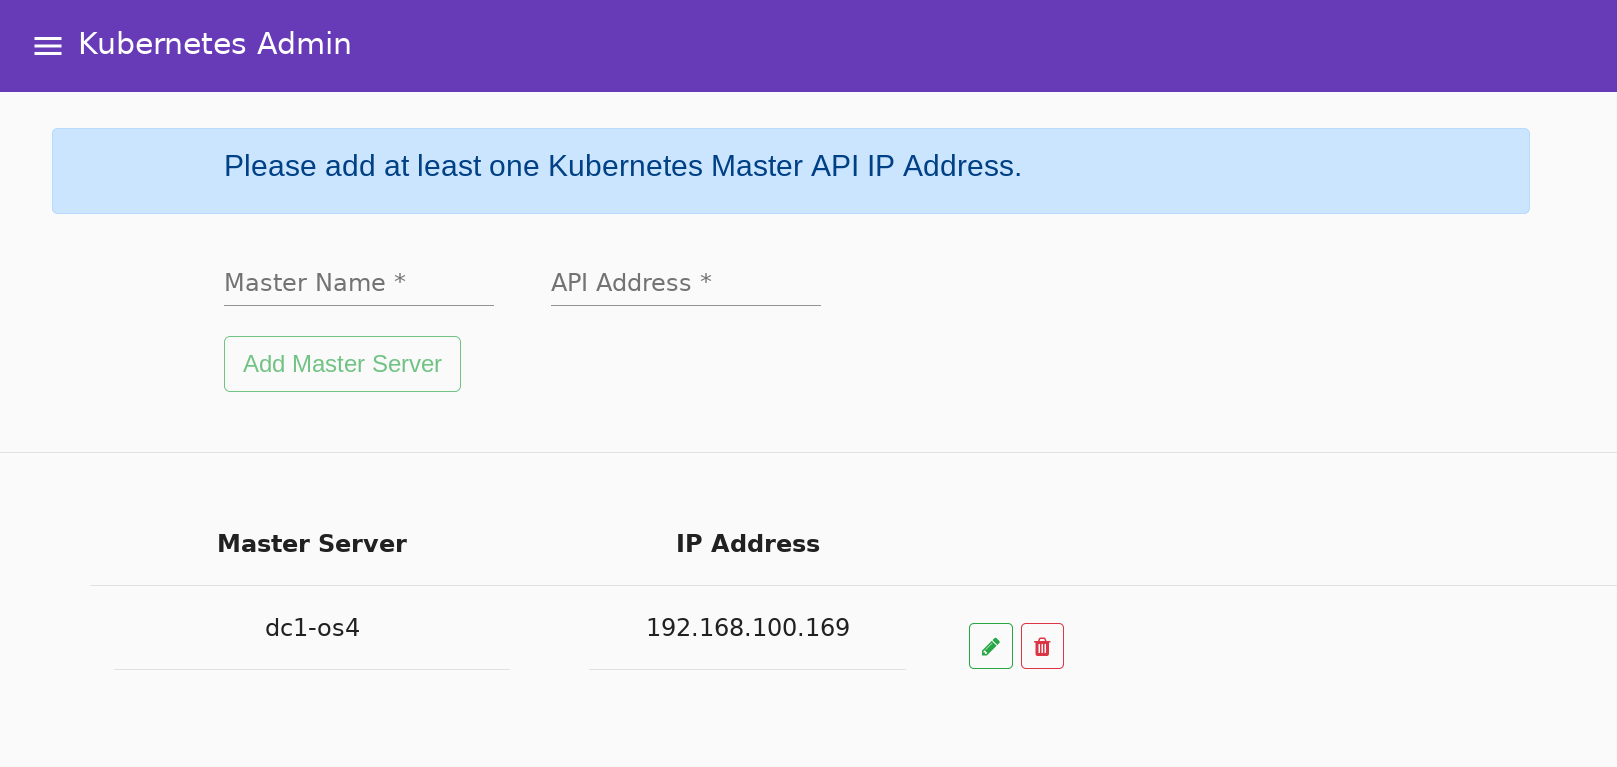 Kubernetes Admin
Please add at least one Kubernetes Master API IP Address.
Master Name * API Address *
Add Master Server
Master Server IP Address
dc1-os4 192.168.100.169